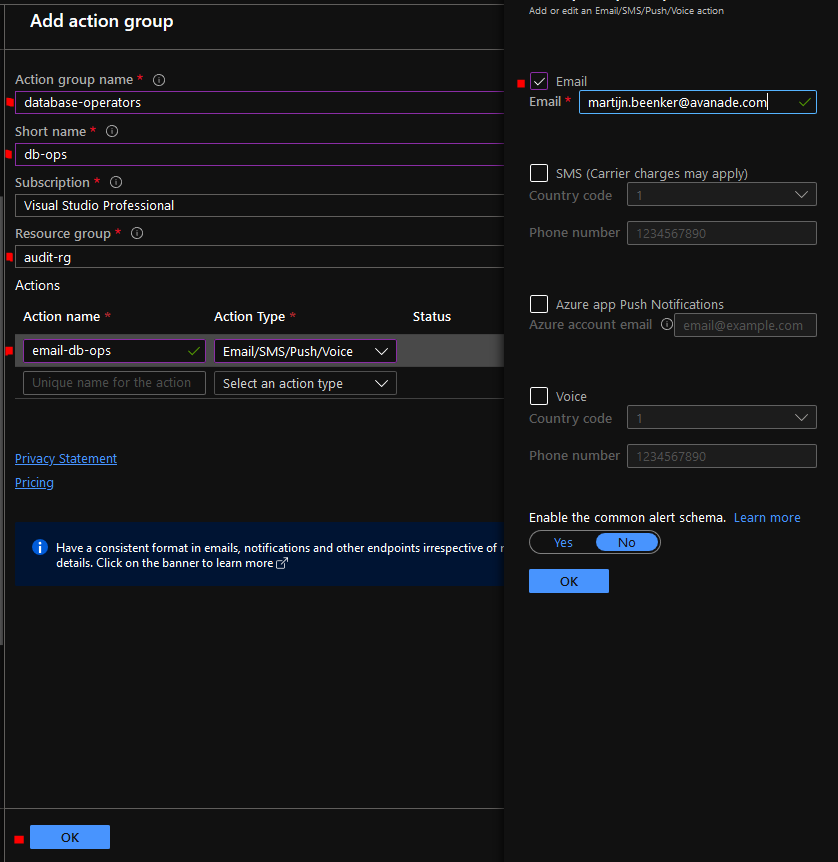 Add action group
Action group name *
database-operators
Short name *
db-ops
Subscription *
Visual Studio Professional
Resource group *
audit-rg
Actions
Action name *
Action Type *
Status
email-db-ops
Email/SMS/Push/Voice
Unique name for the action
Select an action type
Privacy Statement
Pricing
Have a consistent format in emails, notifications and other endpoints irrespective of
details. Click on the banner to learn more
OK
Add or edit an Email/SMS/Push/Voice action
Email
Email *
martijn.beenker@avanade.com
SMS (Carrier charges may apply)
Country code
1
Phone number
1234567890
Azure app Push Notifications
Azure account email
email@example.com
Voice
Country code
1
Phone number
1234567890
Enable the common alert schema. Learn more
Yes No
OK